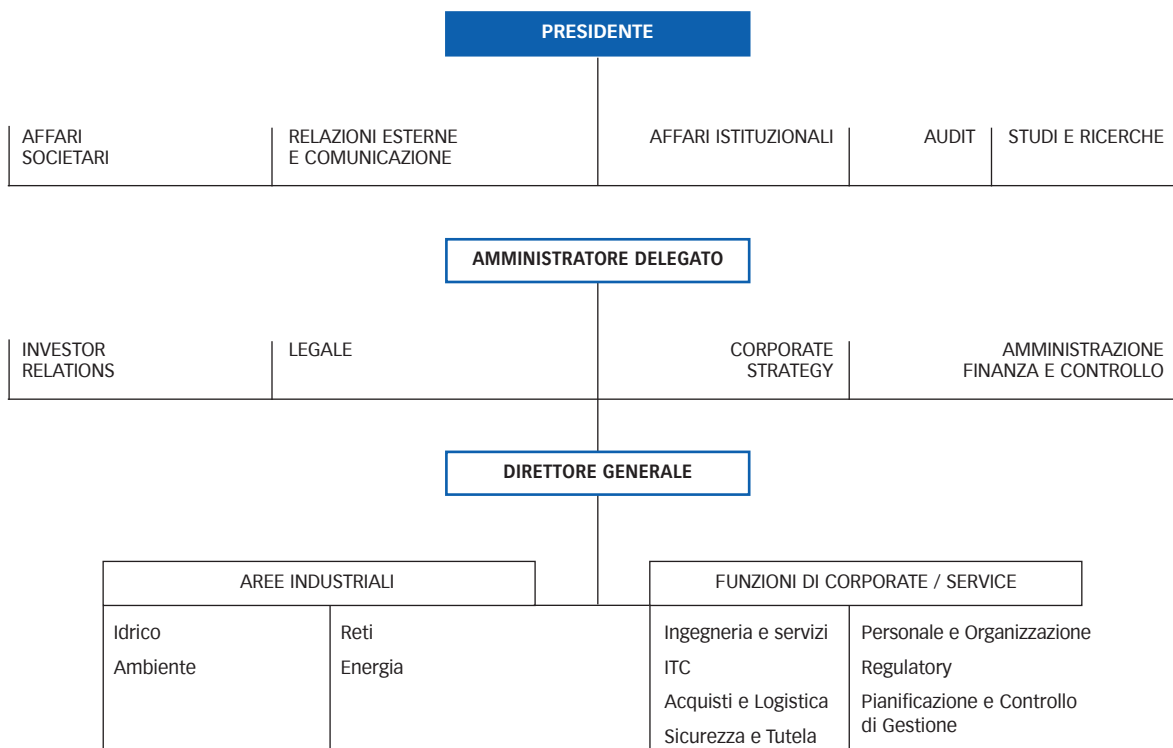 PRESIDENTE
AFFARI
SOCIETARI
RELAZIONI ESTERNE
E COMUNICAZIONE
AFFARI ISTITUZIONALI
AUDIT
STUDI E RICERCHE
AMMINISTRATORE DELEGATO
INVESTOR
RELATIONS
LEGALE
CORPORATE
STRATEGY
AMMINISTRAZIONE
FINANZA E CONTROLLO
DIRETTORE GENERALE
AREE INDUSTRIALI
Idrico
Ambiente
Reti
Energia
FUNZIONI DI CORPORATE / SERVICE
Ingegneria e servizi
ITC
Acquisti e Logistica
Sicurezza e Tutela
Personale e Organizzazione
Regulatory
Pianificazione e Controllo
di Gestione